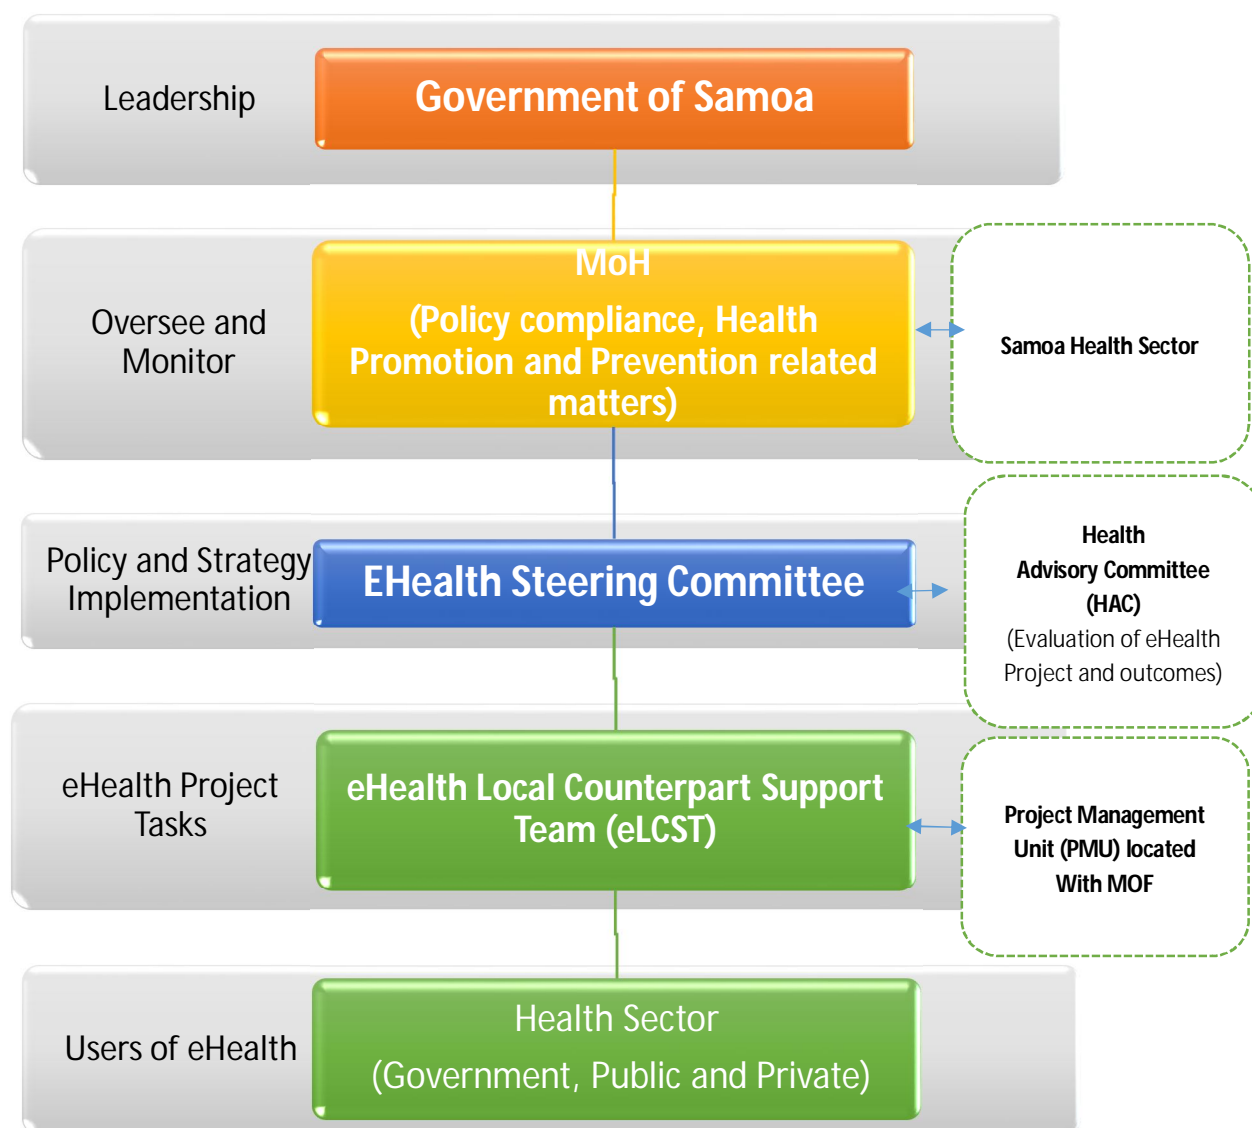 Leadership
Government of Samoa
Oversee and
Monitor
MoH
(Policy compliance, Health
Promotion and Prevention related
matters)
Samoa Health Sector
Policy and Strategy
Implementation
EHealth Steering Committee
Health
Advisory Committee
(HAC)
(Evaluation of eHealth
Project and outcomes)
eHealth Project
Tasks
eHealth Local Counterpart Support
Team (eLCST)
Project Management
Unit (PMU) located
With MOF
Users of eHealth
Health Sector
(Government, Public and Private)